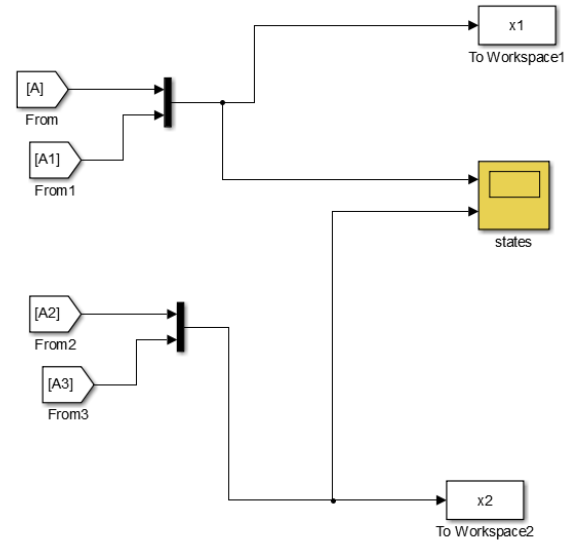 x1
To Workspace1
[A]
From
[A1]
From1
states
[A2]
From2
[A3]
From3
x2
To Workspace2